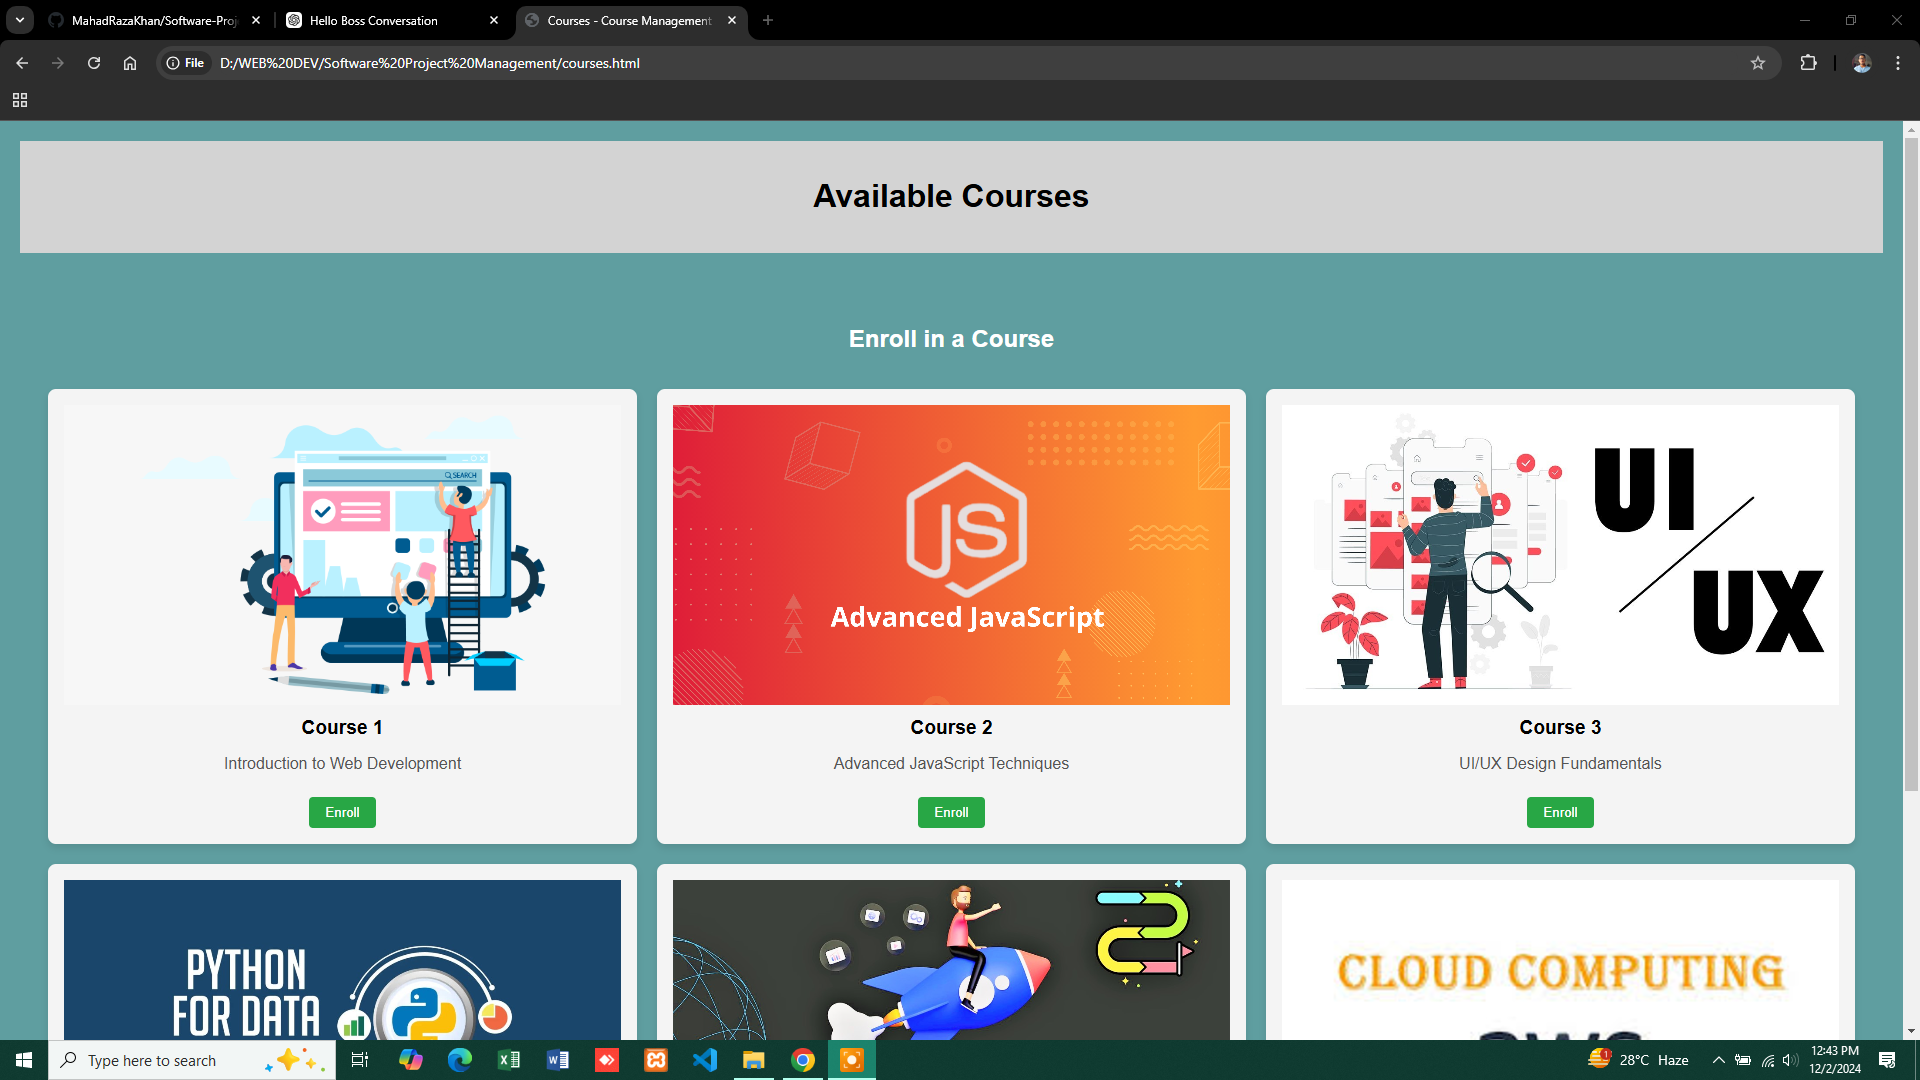 MahadRazaKhan/Software-Proj
Hello Boss Conversation
Courses - Course Management
File
D:/WEB%20DEV/Software%20Project%20Management/courses.html
Available Courses
Enroll in a Course
SEARCH
JS
Advanced JavaScript
UI
UX
Course 1
Course 2
Course 3
Introduction to Web Development
Advanced JavaScript Techniques
UI/UX Design Fundamentals
Enroll
Enroll
Enroll
PYTHON
FOR DATA
CLOUD COMPUTING
Type here to search
1
28°C Haze
12:43 PM
12/2/2024